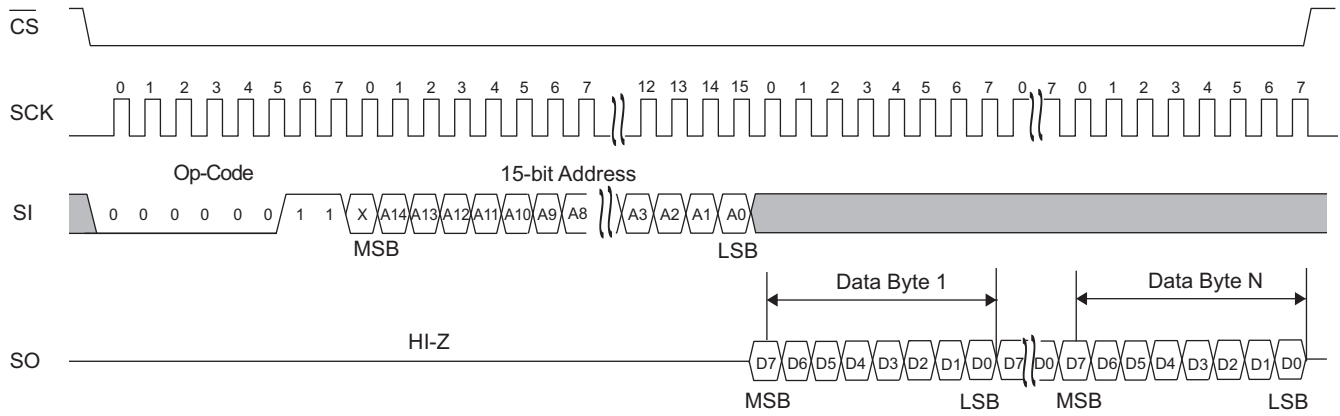 CS
0 1 2 3 4 5 6 7 0 1 2 3 4 5 6 7 12 13 14 15 0 1 2 3 4 5 6 7 0 7 0 1 2 3 4 5 6 7
SCK
Op-Code 15-bit Address
SI 0 0 0 0 0 0 1 1 X A14 A13 A12 A11 A10 A9 A8 A3 A2 A1 A0
MSB LSB
Data Byte 1 Data Byte N
HI-Z
SO D7 D6 D5 D4 D3 D2 D1 D0 D7 D0 D7 D6 D5 D4 D3 D2 D1 D0
MSB LSB MSB LSB